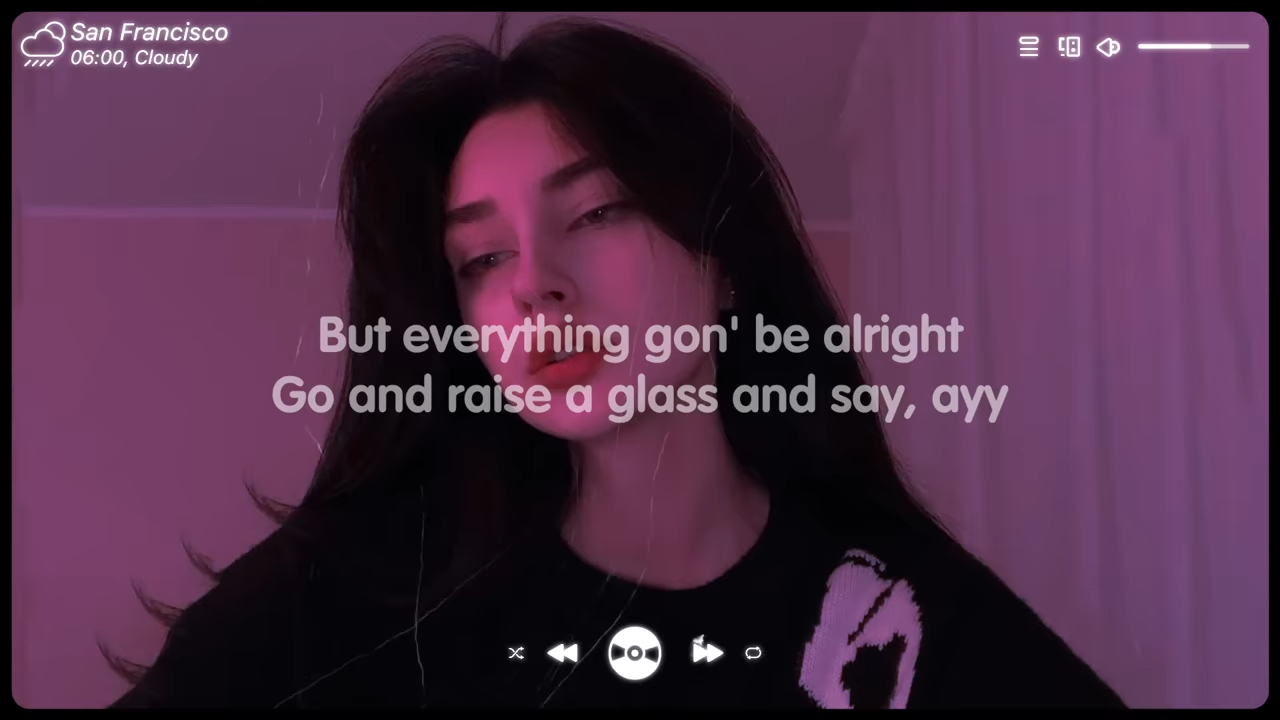 San Francisco
06:00, Cloudy
But everything gon' be alright
Go and raise a glass and say, ayy